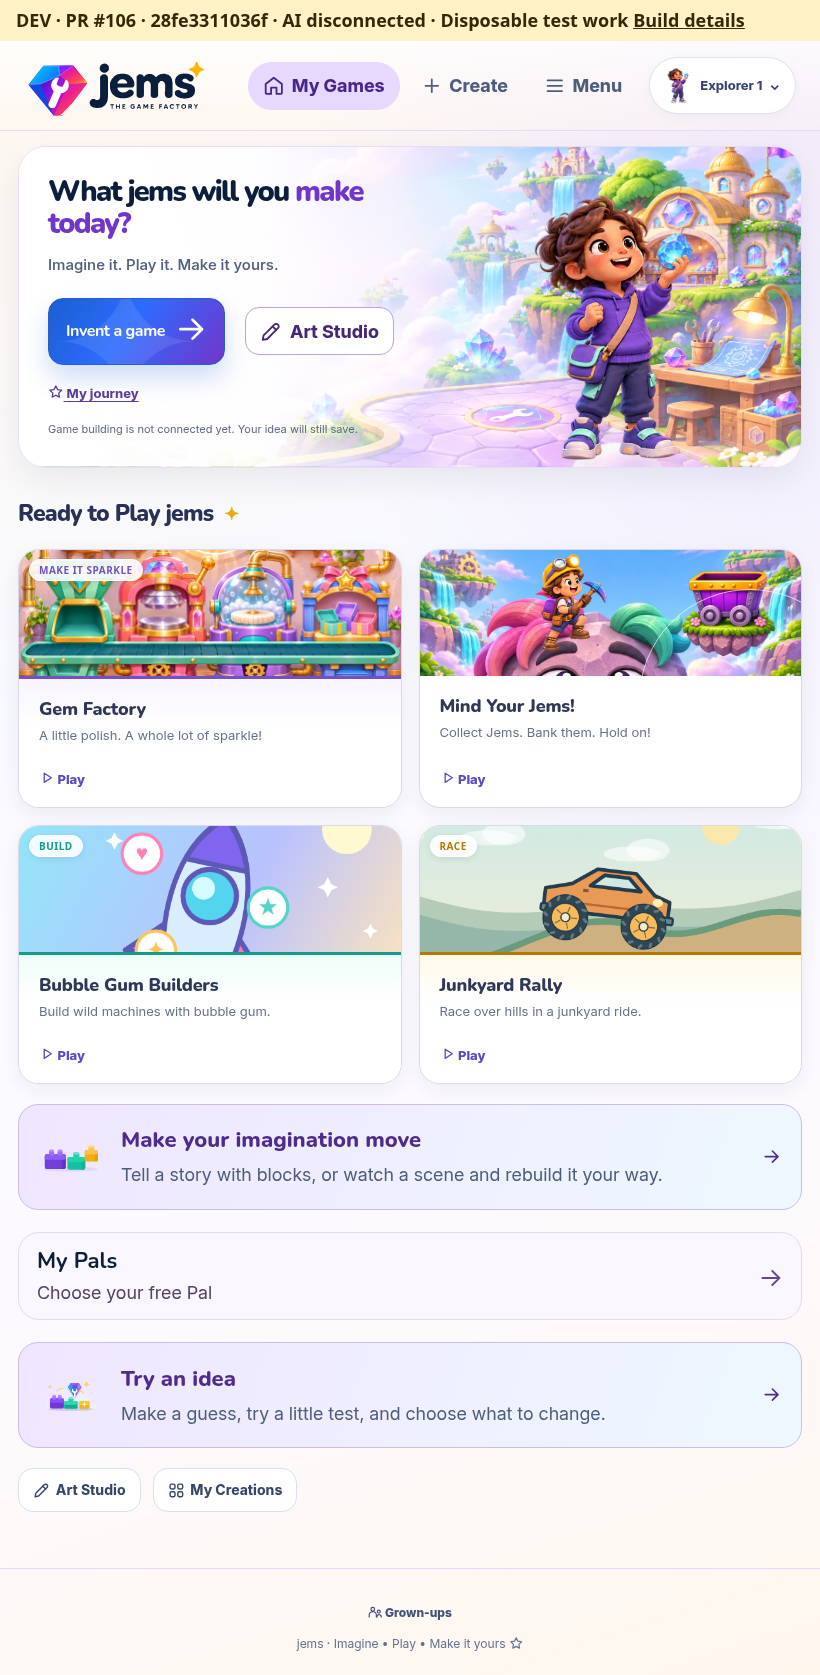 DEV · PR #106 · 28fe3311036f · AI disconnected · Disposable test work Build details
jems
THE GAME FACTORY
My Games
Create
Menu
Explorer 1
What jems will you make
today?
Imagine it. Play it. Make it yours.
Invent a game
Art Studio
My journey
Game building is not connected yet. Your idea will still save.
Ready to Play jems
MAKE IT SPARKLE
Gem Factory
A little polish. A whole lot of sparkle!
Play
Mind Your Jems!
Collect Jems. Bank them. Hold on!
Play
BUILD
Bubble Gum Builders
Build wild machines with bubble gum.
Play
RACE
Junkyard Rally
Race over hills in a junkyard ride.
Play
Make your imagination move
Tell a story with blocks, or watch a scene and rebuild it your way.
My Pals
Choose your free Pal
Try an idea
Make a guess, try a little test, and choose what to change.
Art Studio
My Creations
Grown-ups
jems · Imagine • Play • Make it yours